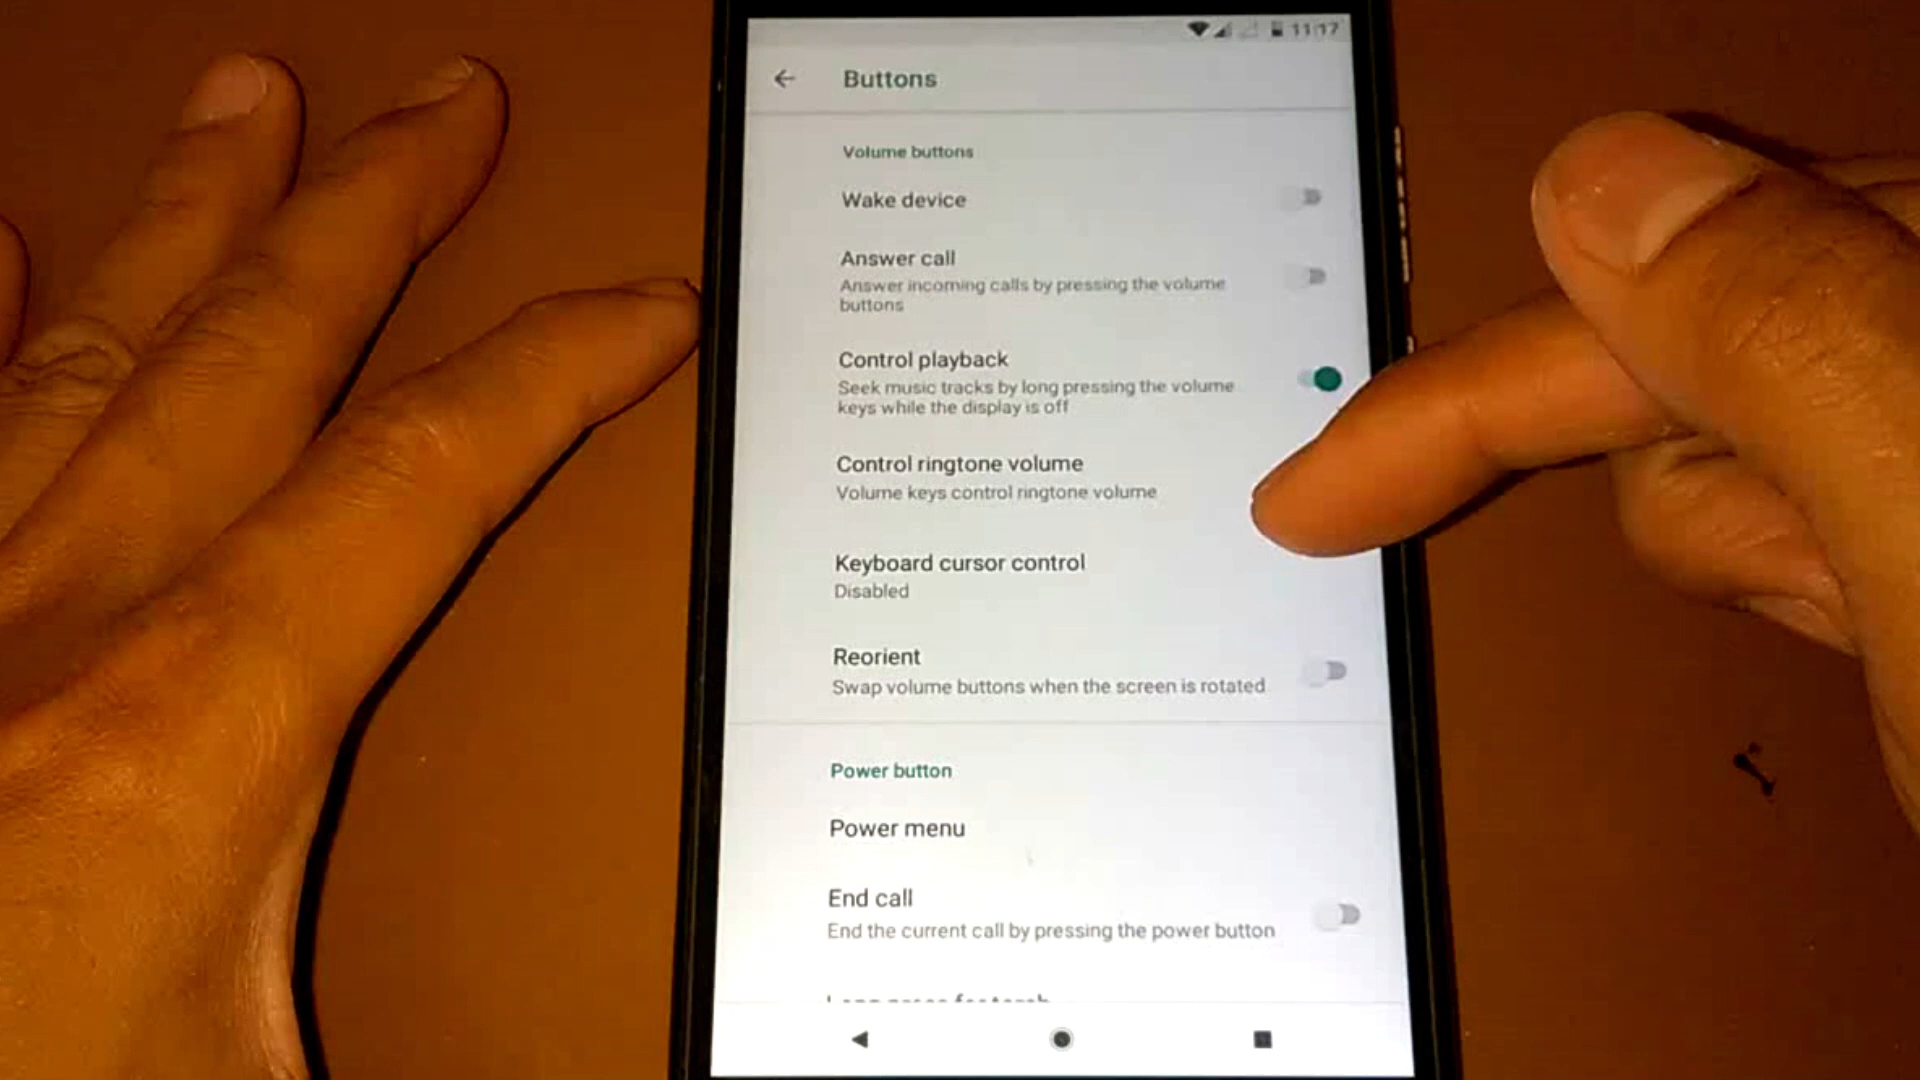 11:17
Buttons
Volume buttons
Wake device
Answer call
Answer incoming calls by pressing the volume
buttons
Control playback
Seek music tracks by long pressing the volume
keys while the display is off
Control ringtone volume
Volume keys control ringtone volume
Keyboard cursor control
Disabled
Reorient
Swap volume buttons when the screen is rotated
Power button
Power menu
End call
End the current call by pressing the power button